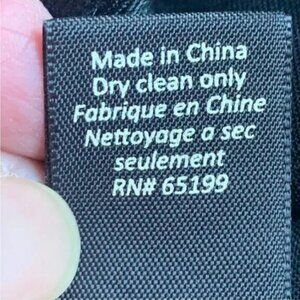 Made in China
Dry clean only
Fabrique en Chine
Nettoyage a sec
seulement
RN# 65199